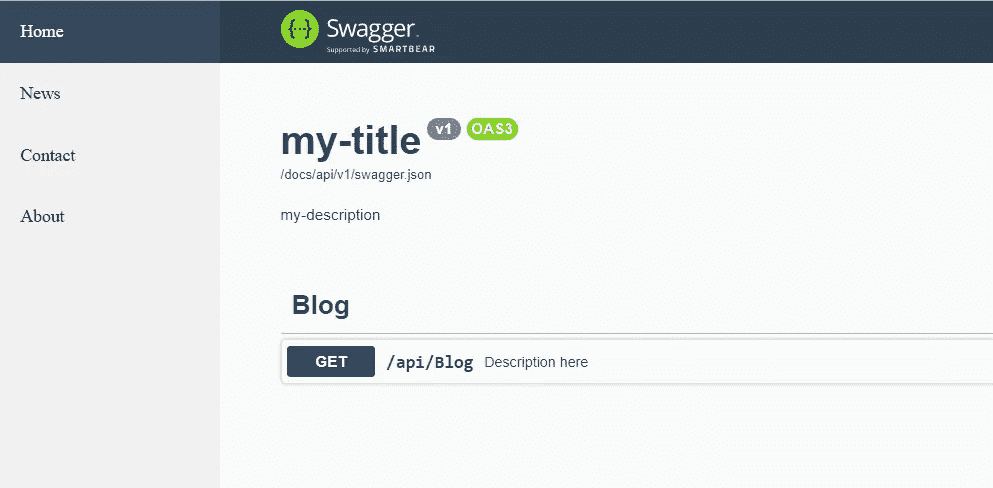 Home
News
Contact
About
Swagger.
Supported by SMARTBEAR
my-title v1 OAS3
/docs/api/v1/swagger.json
my-description
Blog
GET /api/Blog Description here